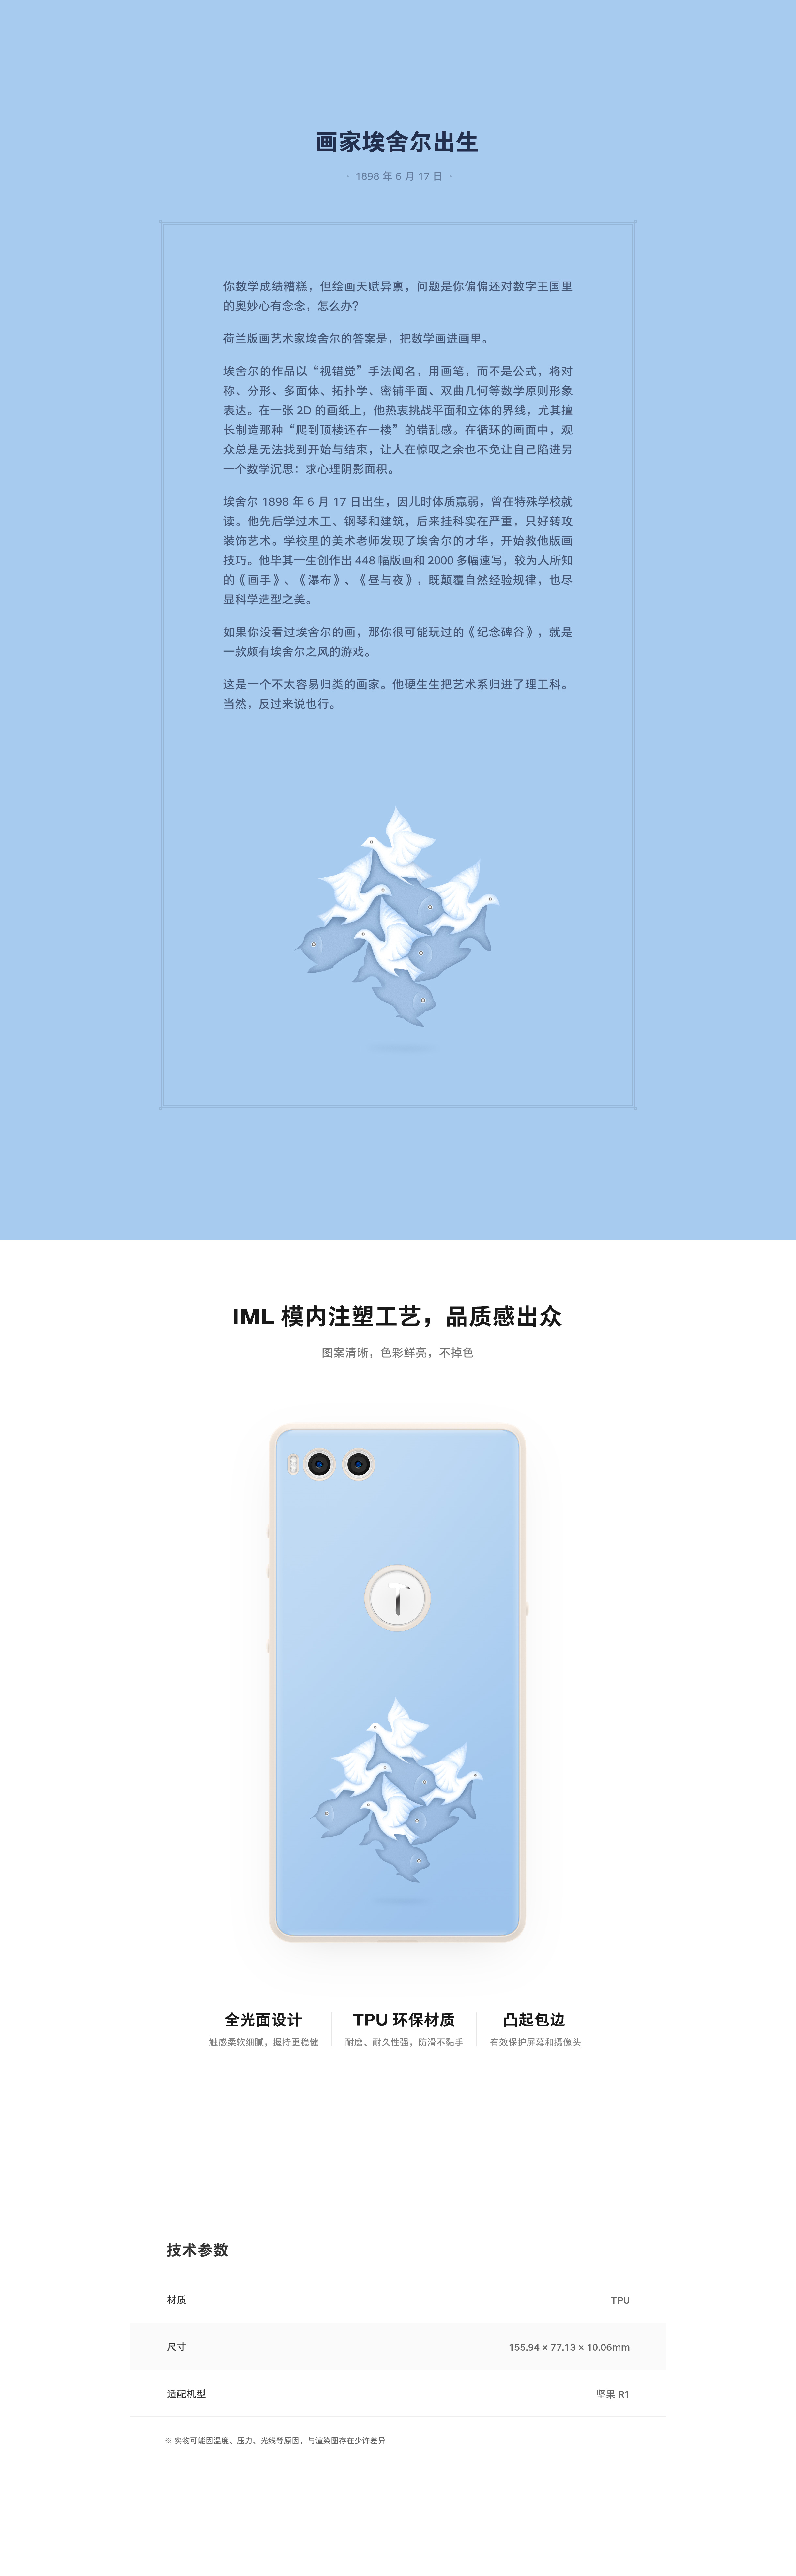 画家埃舍尔出生
· 1898 年 6 月 17 日 ·
你数学成绩糟糕，但绘画天赋异禀，问题是你偏偏还对数字王国里
的奥妙心有念念，怎么办？
荷兰版画艺术家埃舍尔的答案是，把数学画进画里。
埃舍尔的作品以“视错觉”手法闻名，用画笔，而不是公式，将对
称、分形、多面体、拓扑学、密铺平面、双曲几何等数学原则形象
表达。在一张 2D 的画纸上，他热衷挑战平面和立体的界线，尤其擅
长制造那种“爬到顶楼还在一楼”的错乱感。在循环的画面中，观
众总是无法找到开始与结束，让人在惊叹之余也不免让自己陷进另
一个数学沉思：求心理阴影面积。
埃舍尔 1898 年 6 月 17 日出生，因儿时体质羸弱，曾在特殊学校就
读。他先后学过木工、钢琴和建筑，后来挂科实在严重，只好转攻
装饰艺术。学校里的美术老师发现了埃舍尔的才华，开始教他版画
技巧。他毕其一生创作出 448 幅版画和 2000 多幅速写，较为人所知
的《画手》、《瀑布》、《昼与夜》，既颠覆自然经验规律，也尽
显科学造型之美。
如果你没看过埃舍尔的画，那你很可能玩过的《纪念碑谷》，就是
一款颇有埃舍尔之风的游戏。
这是一个不太容易归类的画家。他硬生生把艺术系归进了理工科。
当然，反过来说也行。
IML 模内注塑工艺，品质感出众
图案清晰，色彩鲜亮，不掉色
全光面设计
触感柔软细腻，握持更稳健
TPU 环保材质
耐磨、耐久性强，防滑不黏手
凸起包边
有效保护屏幕和摄像头
技术参数
材质 TPU
尺寸 155.94 × 77.13 × 10.06mm
适配机型 坚果 R1
※ 实物可能因温度、压力、光线等原因，与渲染图存在少许差异